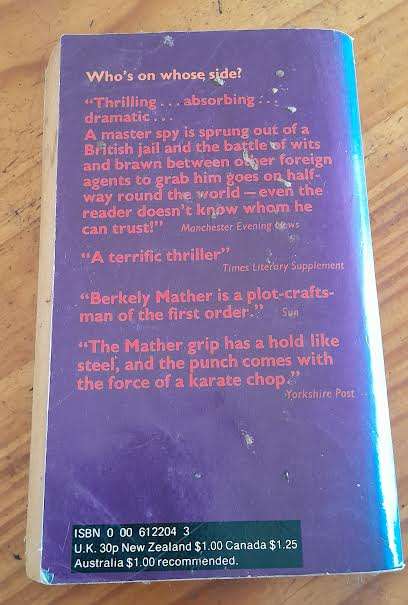 Who's on whose side?
“Thrilling . . . absorbing . . .
dramatic . . .
A master spy is sprung out of a
British jail and the battle of wits
and brawn between other foreign
agents to grab him goes on half-
way round the world — even the
reader doesn't know whom he
can trust!” Manchester Evening News
“A terrific thriller”
Times Literary Supplement
“Berkely Mather is a plot-crafts-
man of the first order.” Sun
“The Mather grip has a hold like
steel, and the punch comes with
the force of a karate chop.”
Yorkshire Post
ISBN 0 00 612204 3
U.K. 30p New Zealand $1.00 Canada $1.25
Australia $1.00 recommended.